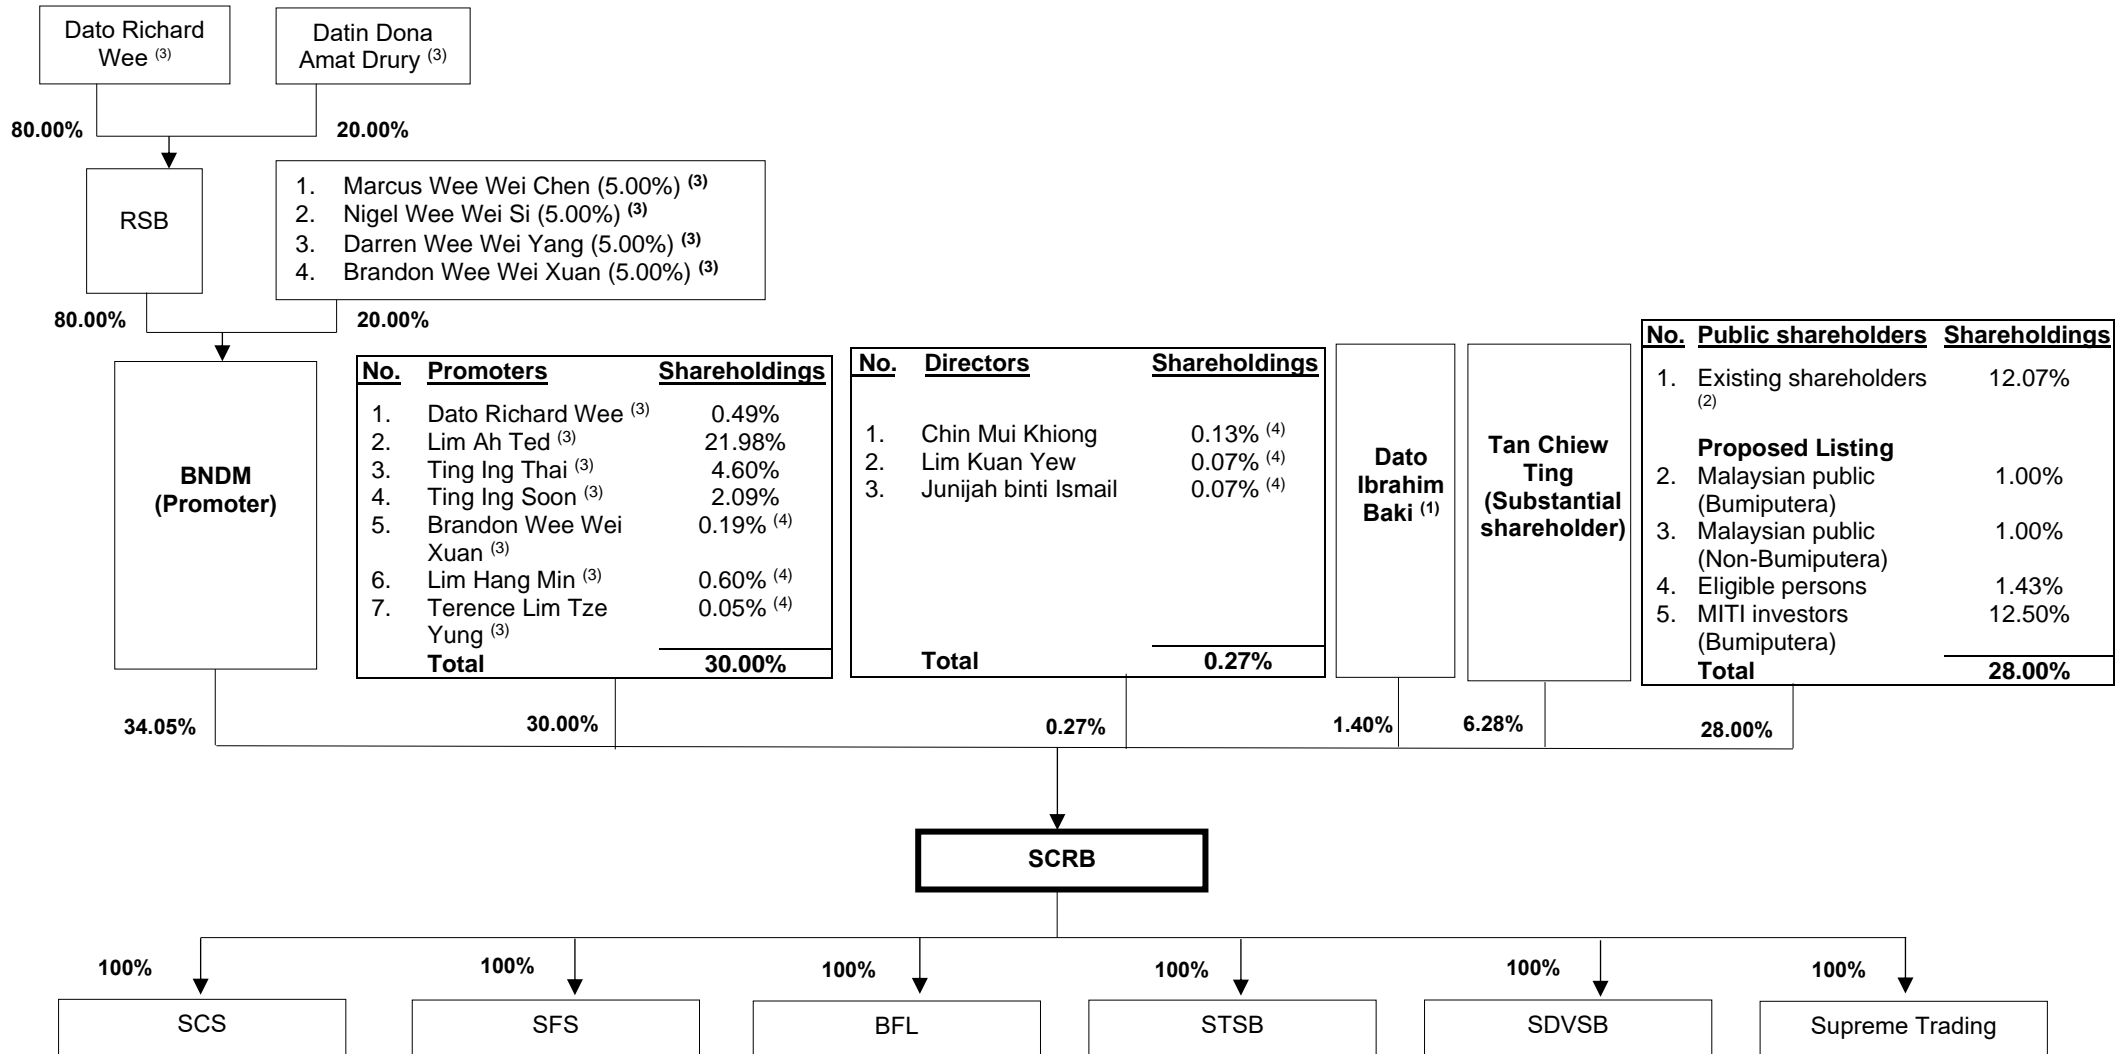 Dato Richard
Wee (3)
Datin Dona
Amat Drury (3)
80.00%
20.00%
RSB
1. Marcus Wee Wei Chen (5.00%) (3)
2. Nigel Wee Wei Si (5.00%) (3)
3. Darren Wee Wei Yang (5.00%) (3)
4. Brandon Wee Wei Xuan (5.00%) (3)
80.00%
20.00%
BNDM
(Promoter)
No. Promoters Shareholdings
1. Dato Richard Wee (3) 0.49%
2. Lim Ah Ted (3) 21.98%
3. Ting Ing Thai (3) 4.60%
4. Ting Ing Soon (3) 2.09%
5. Brandon Wee Wei 0.19% (4)
Xuan (3)
6. Lim Hang Min (3) 0.60% (4)
7. Terence Lim Tze 0.05% (4)
Yung (3)
Total 30.00%
No. Directors Shareholdings
1. Chin Mui Khiong 0.13% (4)
2. Lim Kuan Yew 0.07% (4)
3. Junijah binti Ismail 0.07% (4)
Total 0.27%
Dato
Ibrahim
Baki (1)
Tan Chiew
Ting
(Substantial
shareholder)
No. Public shareholders Shareholdings
1. Existing shareholders 12.07%
(2)
Proposed Listing
2. Malaysian public 1.00%
(Bumiputera)
3. Malaysian public 1.00%
(Non-Bumiputera)
4. Eligible persons 1.43%
5. MITI investors 12.50%
(Bumiputera)
Total 28.00%
34.05%
30.00%
0.27%
1.40%
6.28%
28.00%
SCRB
100%
100%
100%
100%
100%
100%
SCS
SFS
BFL
STSB
SDVSB
Supreme Trading